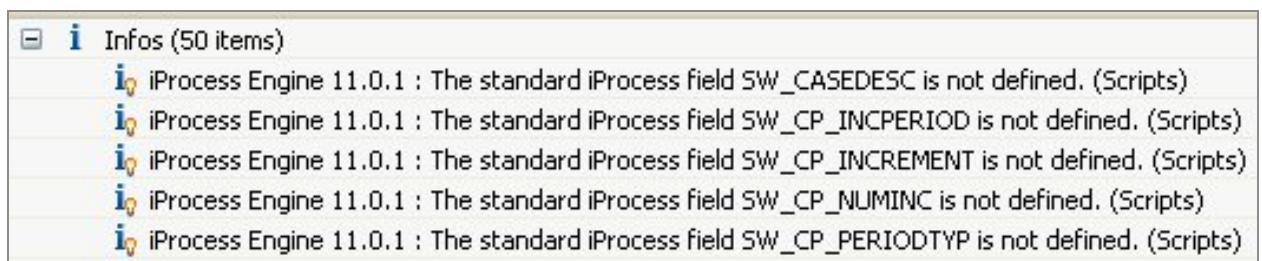 Infos (50 items)
iProcess Engine 11.0.1 : The standard iProcess field SW_CASEDESC is not defined. (Scripts)
iProcess Engine 11.0.1 : The standard iProcess field SW_CP_INCPERIOD is not defined. (Scripts)
iProcess Engine 11.0.1 : The standard iProcess field SW_CP_INCREMENT is not defined. (Scripts)
iProcess Engine 11.0.1 : The standard iProcess field SW_CP_NUMINC is not defined. (Scripts)
iProcess Engine 11.0.1 : The standard iProcess field SW_CP_PERIODTYP is not defined. (Scripts)